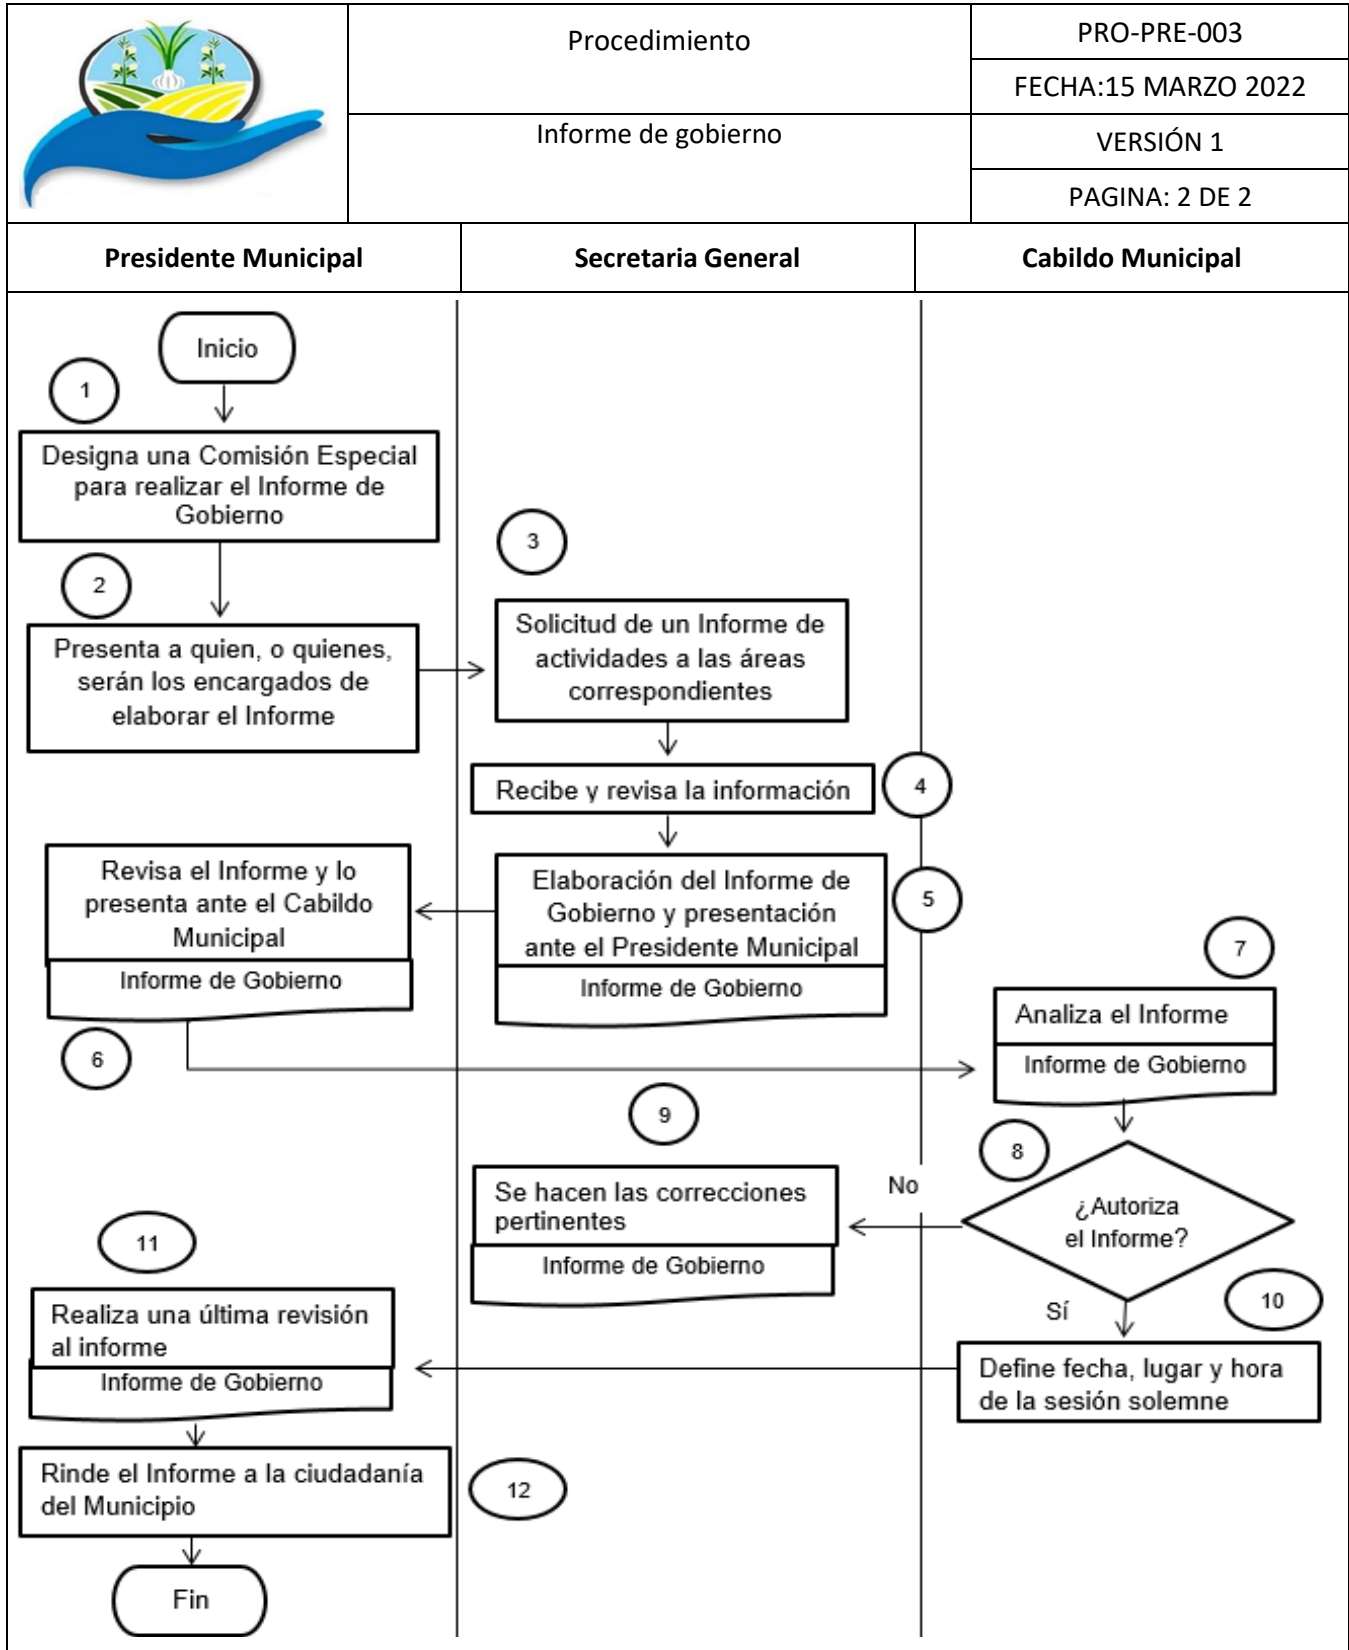 Procedimiento
PRO-PRE-003
FECHA:15 MARZO 2022
Informe de gobierno
VERSIÓN 1
PAGINA: 2 DE 2
Presidente Municipal
Secretaria General
Cabildo Municipal
Inicio
1
Designa una Comisión Especial
para realizar el Informe de
Gobierno
2
Presenta a quien, o quienes,
serán los encargados de
elaborar el Informe
3
Solicitud de un Informe de
actividades a las áreas
correspondientes
Recibe y revisa la información
4
Elaboración del Informe de
Gobierno y presentación
ante el Presidente Municipal
Informe de Gobierno
5
Revisa el Informe y lo
presenta ante el Cabildo
Municipal
Informe de Gobierno
6
7
Analiza el Informe
Informe de Gobierno
8
¿Autoriza
el Informe?
No
9
Se hacen las correcciones
pertinentes
Informe de Gobierno
Sí
10
Define fecha, lugar y hora
de la sesión solemne
11
Realiza una última revisión
al informe
Informe de Gobierno
Rinde el Informe a la ciudadanía
del Municipio
12
Fin